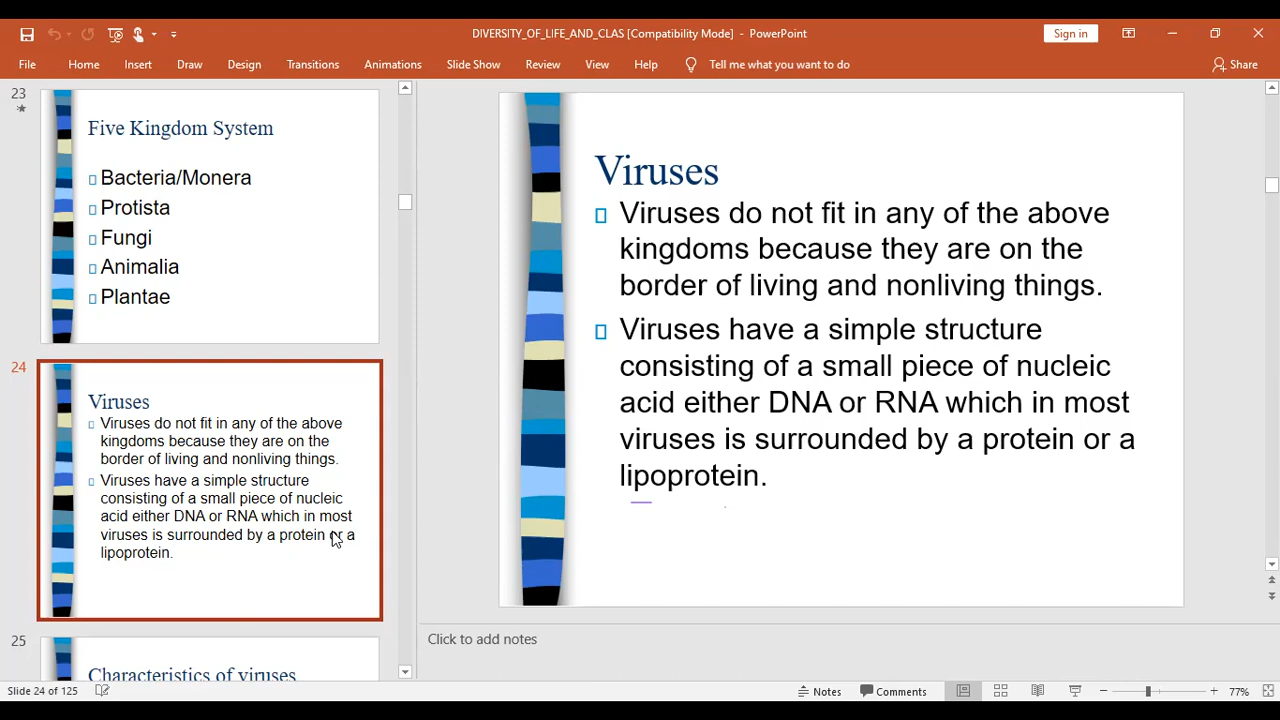 DIVERSITY_OF_LIFE_AND_CLAS [Compatibility Mode] - PowerPoint
Sign in
File Home Insert Draw Design Transitions Animations Slide Show Review View Help Tell me what you want to do Share
23
Five Kingdom System
Bacteria/Monera
Protista
Fungi
Animalia
Plantae
24
Viruses
Viruses do not fit in any of the above
kingdoms because they are on the
border of living and nonliving things.
Viruses have a simple structure
consisting of a small piece of nucleic
acid either DNA or RNA which in most
viruses is surrounded by a protein or a
lipoprotein.
25
Characteristics of viruses
Viruses
Viruses do not fit in any of the above
kingdoms because they are on the
border of living and nonliving things.
Viruses have a simple structure
consisting of a small piece of nucleic
acid either DNA or RNA which in most
viruses is surrounded by a protein or a
lipoprotein.
Click to add notes
Slide 24 of 125
Notes Comments 77%